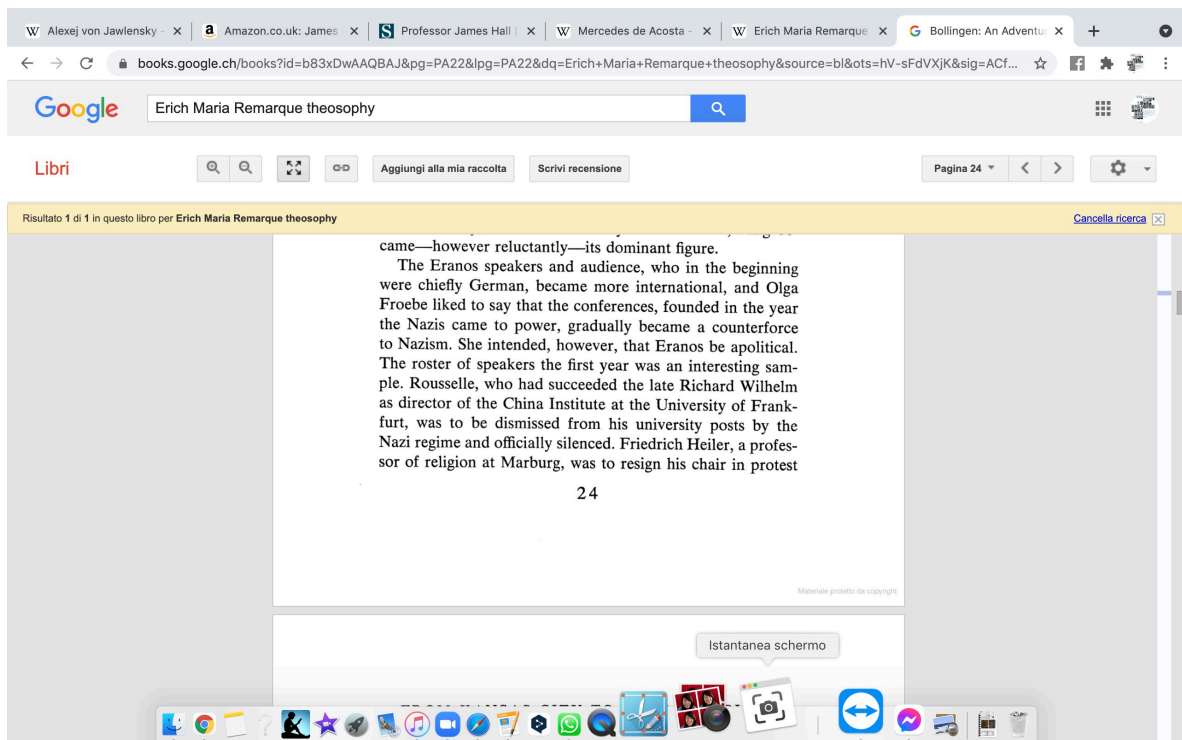 Alexej von Jawlensky -
Amazon.co.uk: James
Professor James Hall
Mercedes de Acosta -
Erich Maria Remarque
Bollingen: An Adventu
books.google.ch/books?id=b83xDwAAQBAJ&pg=PA22&lpg=PA22&dq=Erich+Maria+Remarque+theosophy&source=bl&ots=hV-sFdVXjK&sig=ACf...
Google
Erich Maria Remarque theosophy
Libri
Aggiungi alla mia raccolta
Scrivi recensione
Pagina 24
Risultato 1 di 1 in questo libro per Erich Maria Remarque theosophy
Cancella ricerca
came—however reluctantly—its dominant figure.
The Eranos speakers and audience, who in the beginning
were chiefly German, became more international, and Olga
Froebe liked to say that the conferences, founded in the year
the Nazis came to power, gradually became a counterforce
to Nazism. She intended, however, that Eranos be apolitical.
The roster of speakers the first year was an interesting sam-
ple. Rousselle, who had succeeded the late Richard Wilhelm
as director of the China Institute at the University of Frank-
furt, was to be dismissed from his university posts by the
Nazi regime and officially silenced. Friedrich Heiler, a profes-
sor of religion at Marburg, was to resign his chair in protest
24
Materiale protetto da copyright
Istantanea schermo